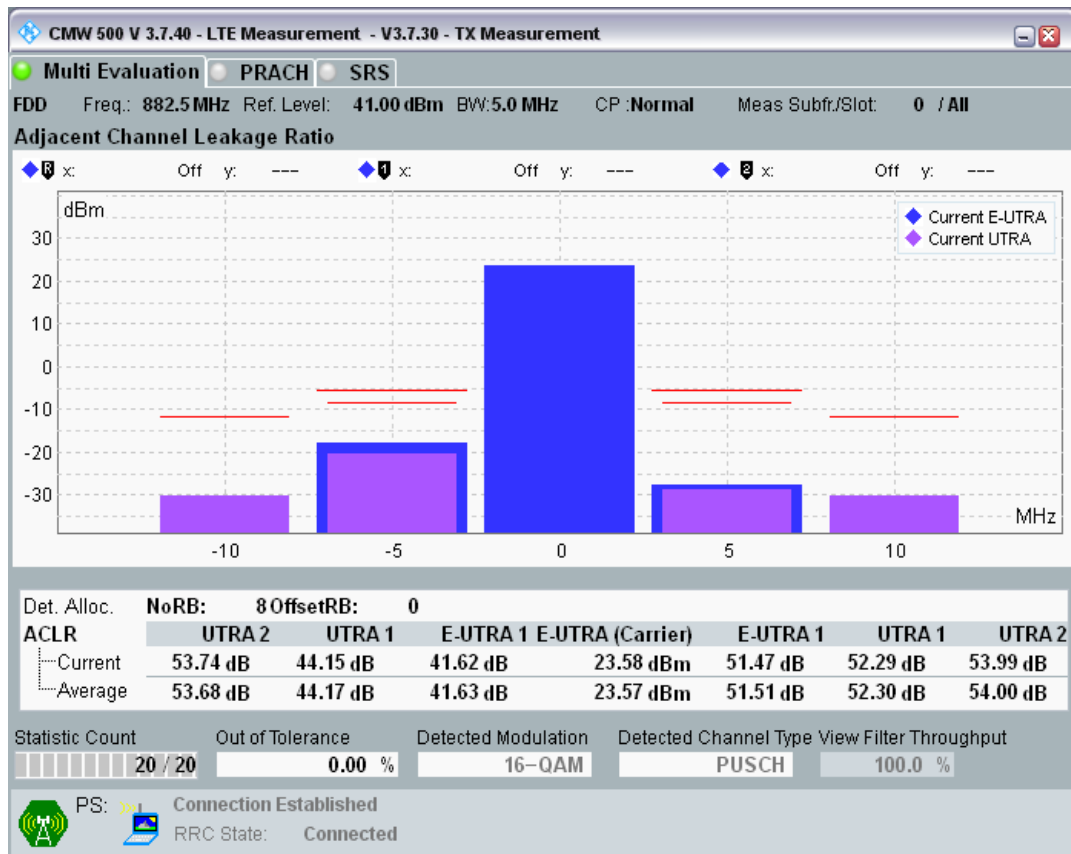 CMW 500 V 3.7.40 - LTE Measurement - V3.7.30 - TX Measurement
Multi Evaluation PRACH SRS
FDD Freq.: 882.5 MHz Ref. Level: 41.00 dBm BW:5.0 MHz CP :Normal Meas Subfr./Slot: 0 / All
Adjacent Channel Leakage Ratio
R x: Off y: --- 1 x: Off y: --- 2 x: Off y: ---
dBm
Current E-UTRA
Current UTRA
30
20
10
0
-10
-20
-30
MHz
-10 -5 0 5 10
Det. Alloc. NoRB: 8 OffsetRB: 0
ACLR UTRA 2 UTRA 1 E-UTRA 1 E-UTRA (Carrier) E-UTRA 1 UTRA 1 UTRA 2
Current 53.74 dB 44.15 dB 41.62 dB 23.58 dBm 51.47 dB 52.29 dB 53.99 dB
Average 53.68 dB 44.17 dB 41.63 dB 23.57 dBm 51.51 dB 52.30 dB 54.00 dB
Statistic Count Out of Tolerance Detected Modulation Detected Channel Type View Filter Throughput
20 / 20 0.00 % 16-QAM PUSCH 100.0 %
PS: Connection Established
RRC State: Connected